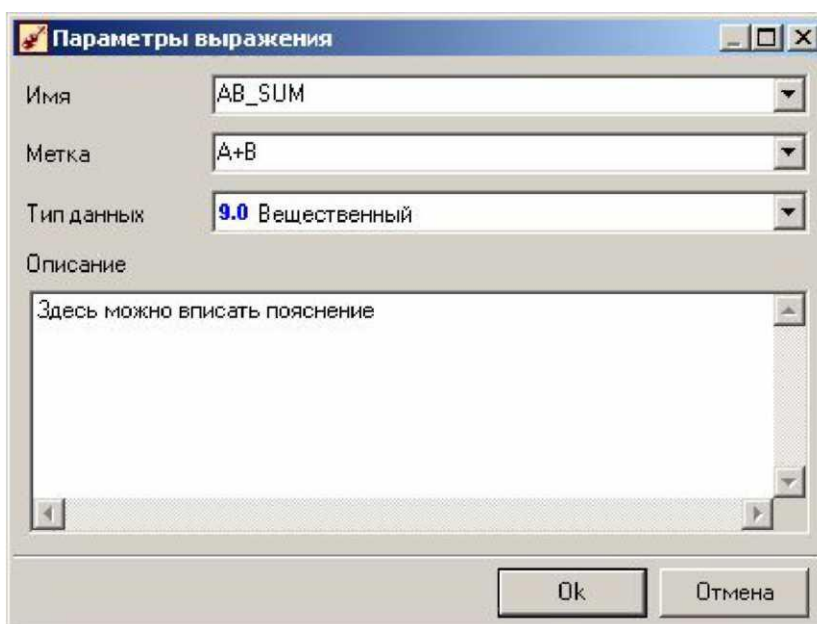 Параметры выражения
Имя AB_SUM
Метка A+B
Тип данных 9.0 Вещественный
Описание
Здесь можно вписать пояснение
Ok Отмена